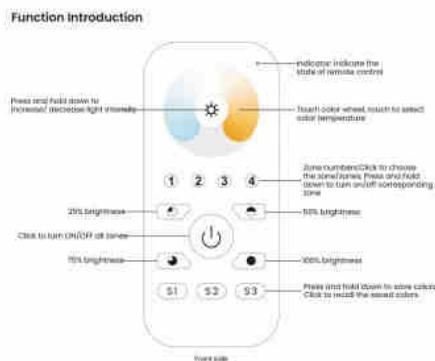 Function Introduction
Indicator: Indicate the
state of remote control
Press and hold down to
increase/ decrease light intensity
Touch color wheel, touch to select
color temperature
Zone numbers:Click to choose
the zone/zones; Press and hold
down to turn on/off corresponding
zone
1 2 3 4
25% brightness
50% brightness
Click to turn ON/OFF all zones
75% brightness
100% brightness
S1 S2 S3
Press and hold down to save colors
Click to recall the saved colors
Front side